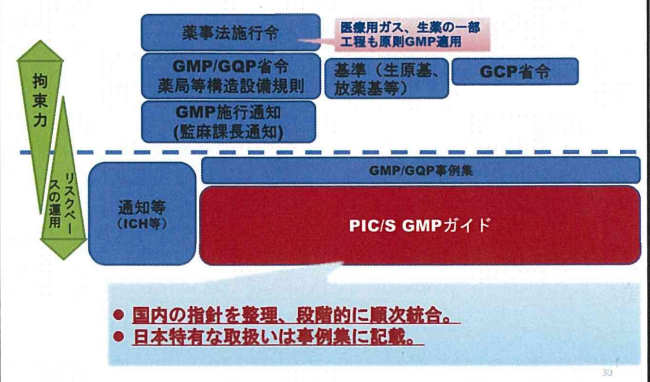 薬事法施行令
医療用ガス、生薬の一部
工程も原則GMP適用
GMP/GQP省令
薬局等構造設備規則
基準（生原基、
放薬基等）
GCP省令
GMP施行通知
(監麻課長通知)
拘束力
リスクベー
スの運用
GMP/GQP事例集
通知等
（ICH等）
PIC/S GMPガイド
● 国内の指針を整理、段階的に順次統合。
● 日本特有な取扱いは事例集に記載。
30